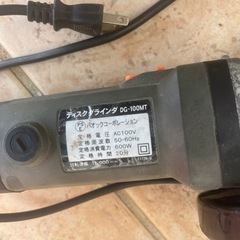 ディスクグラインダ DG-100MT
パオックコーポレーション
定格電圧 AC100V
定格周波数 50-60Hz
定格消費電力 600W
定格時間 20分